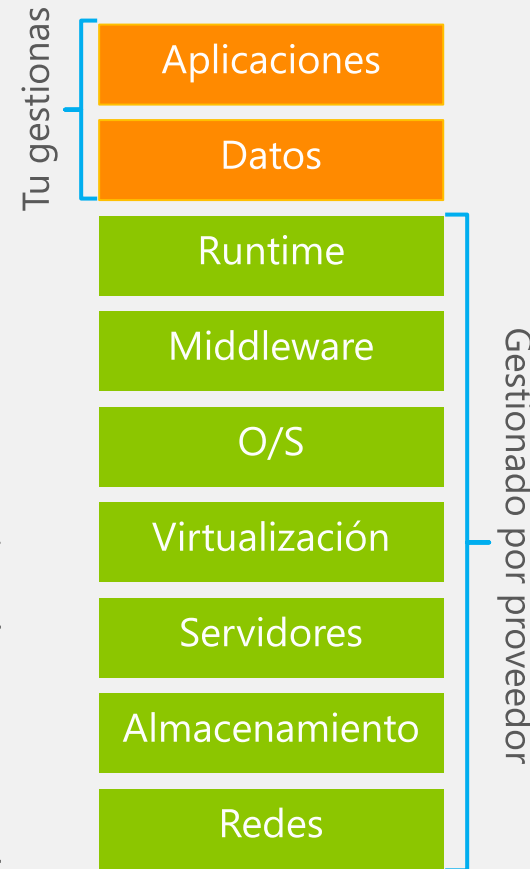 Tu gestionas
Aplicaciones
Datos
Runtime
Middleware
O/S
Virtualización
Servidores
Almacenamiento
Redes
Gestionado por proveedor